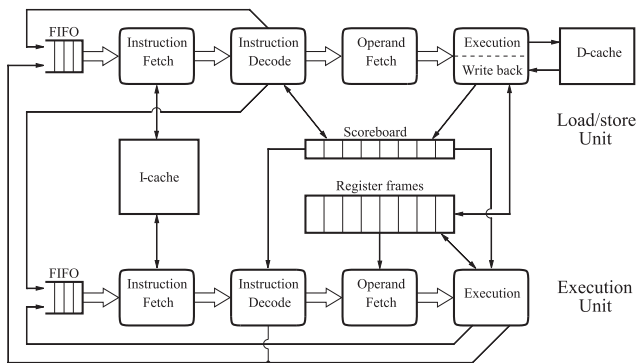 FIFO
Instruction
Fetch
Instruction
Decode
Operand
Fetch
Execution
Write back
D-cache
Load/store
Unit
Scoreboard
I-cache
Register frames
FIFO
Instruction
Fetch
Instruction
Decode
Operand
Fetch
Execution
Execution
Unit